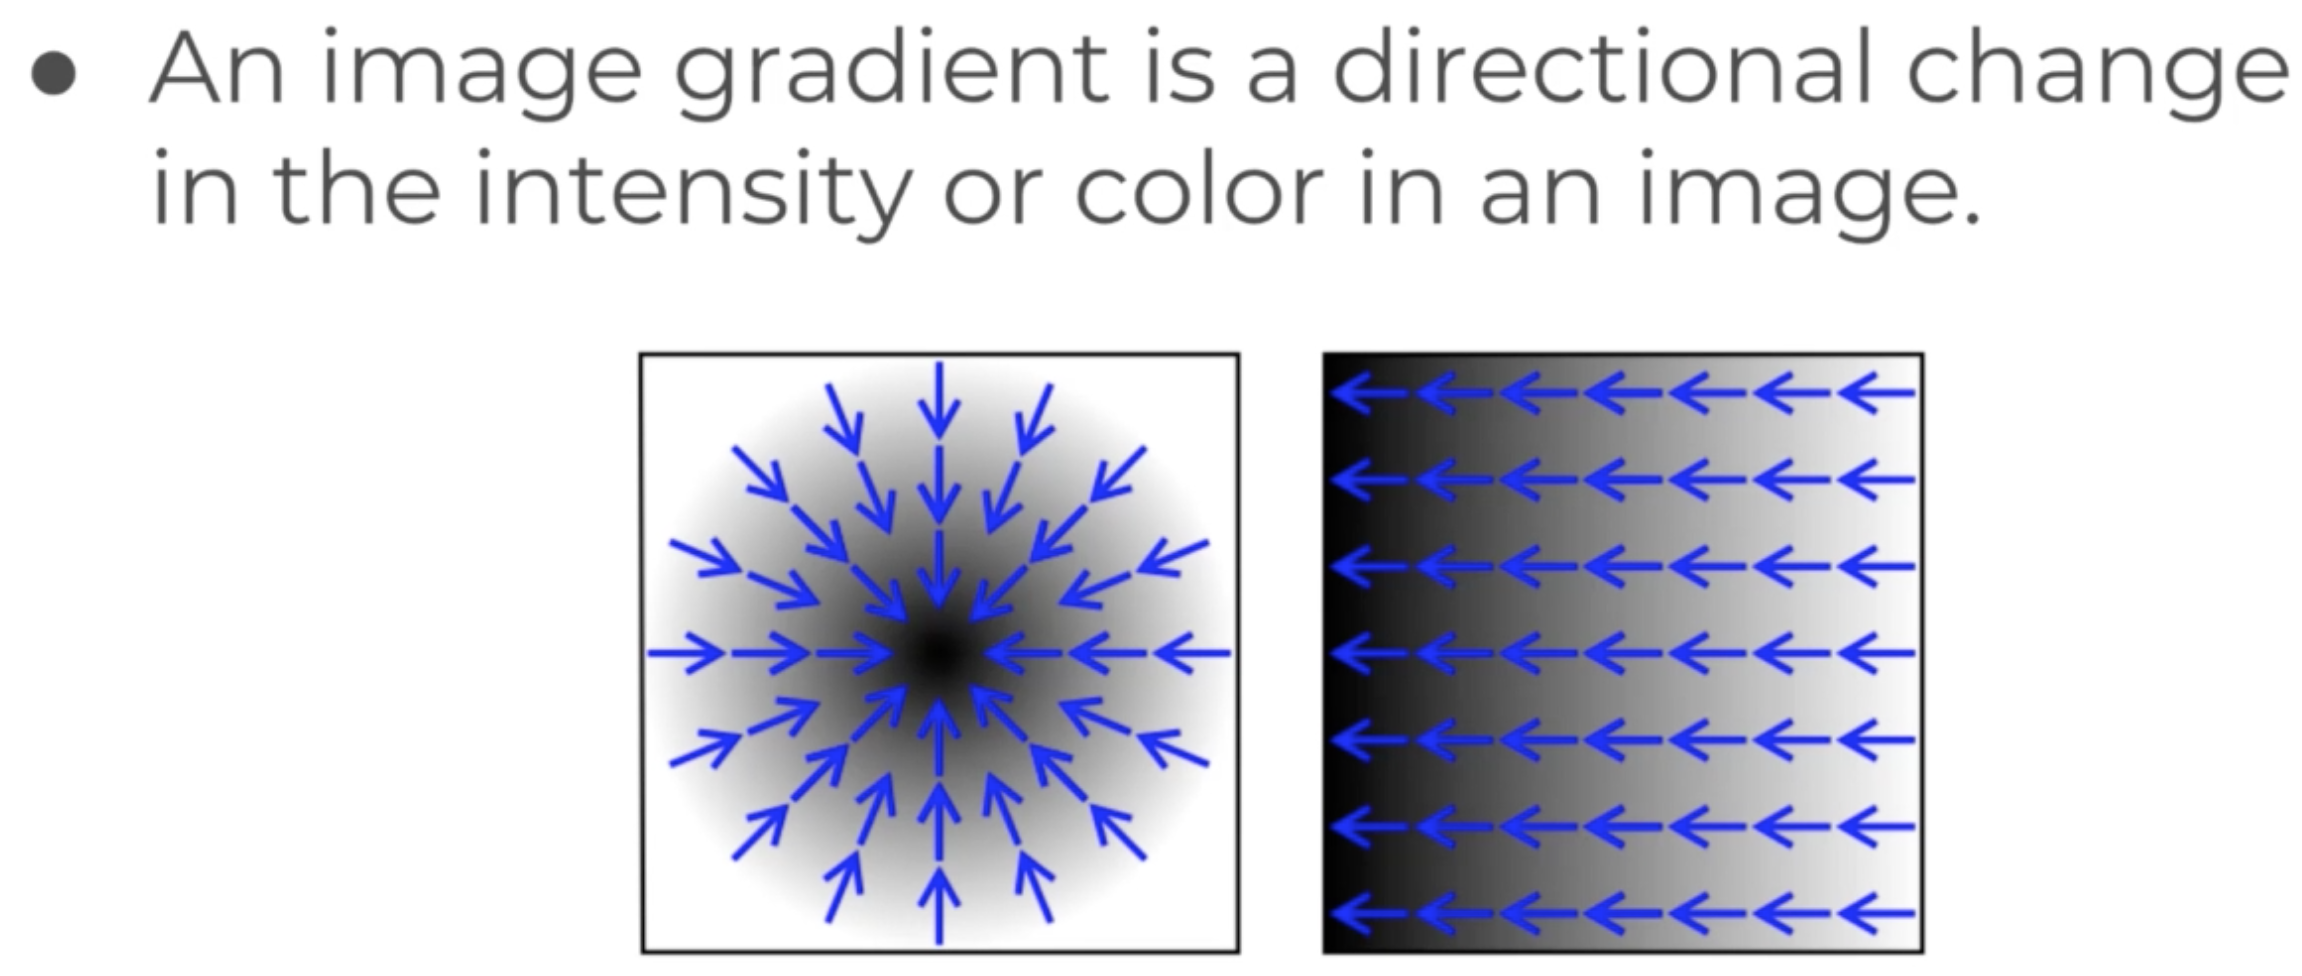 • An image gradient is a directional change
in the intensity or color in an image.